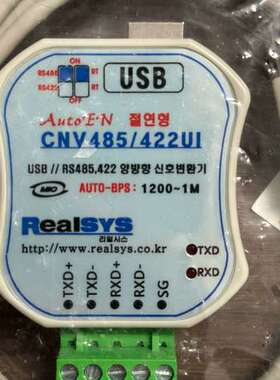 ON
RS485 RT
RS422 RT
OFF
USB
AutoEN 절연형
CNV485/422UI
USB // RS485,422 양방향 신호변환기
AUTO-BPS: 1200~1M
RealSYS
리얼시스
http://www.realsys.co.kr
TXD
RXD
TXD+ TXD- RXD+ RXD- SG